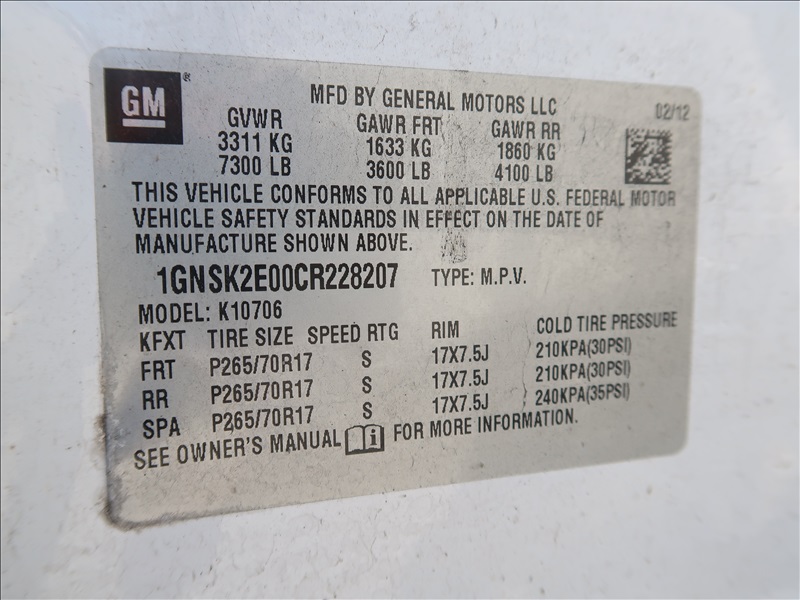 GM ®
MFD BY GENERAL MOTORS LLC 02/12
GVWR GAWR FRT GAWR RR
3311 KG 1633 KG 1860 KG
7300 LB 3600 LB 4100 LB
THIS VEHICLE CONFORMS TO ALL APPLICABLE U.S. FEDERAL MOTOR
VEHICLE SAFETY STANDARDS IN EFFECT ON THE DATE OF
MANUFACTURE SHOWN ABOVE.
1GNSK2E00CR228207 TYPE: M.P.V.
MODEL: K10706
KFXT TIRE SIZE SPEED RTG RIM COLD TIRE PRESSURE
FRT P265/70R17 S 17X7.5J 210KPA(30PSI)
RR P265/70R17 S 17X7.5J 210KPA(30PSI)
SPA P265/70R17 S 17X7.5J 240KPA(35PSI)
SEE OWNER'S MANUAL i FOR MORE INFORMATION.